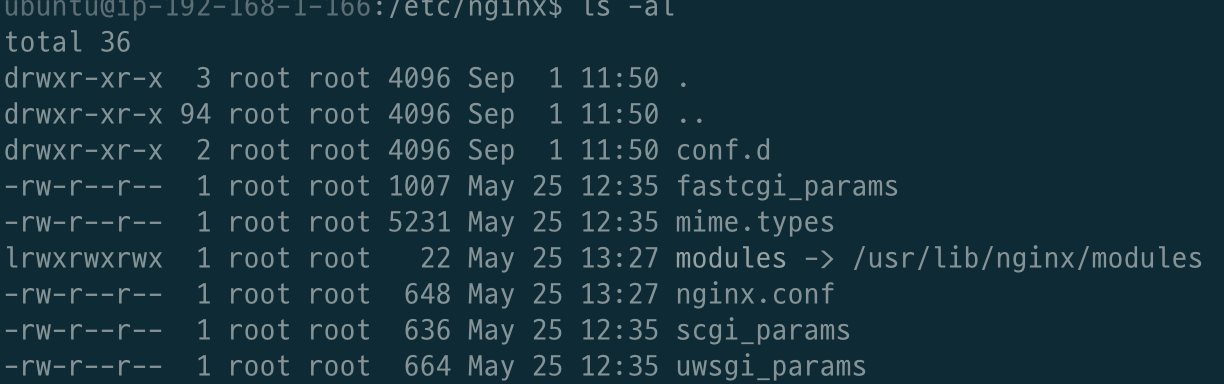 ubuntu@ip-192-168-1-166:/etc/nginx$ ls -al
total 36
drwxr-xr-x  3 root root 4096 Sep  1 11:50 .
drwxr-xr-x 94 root root 4096 Sep  1 11:50 ..
drwxr-xr-x  2 root root 4096 Sep  1 11:50 conf.d
-rw-r--r--  1 root root 1007 May 25 12:35 fastcgi_params
-rw-r--r--  1 root root 5231 May 25 12:35 mime.types
lrwxrwxrwx  1 root root   22 May 25 13:27 modules -> /usr/lib/nginx/modules
-rw-r--r--  1 root root  648 May 25 13:27 nginx.conf
-rw-r--r--  1 root root  636 May 25 12:35 scgi_params
-rw-r--r--  1 root root  664 May 25 12:35 uwsgi_params